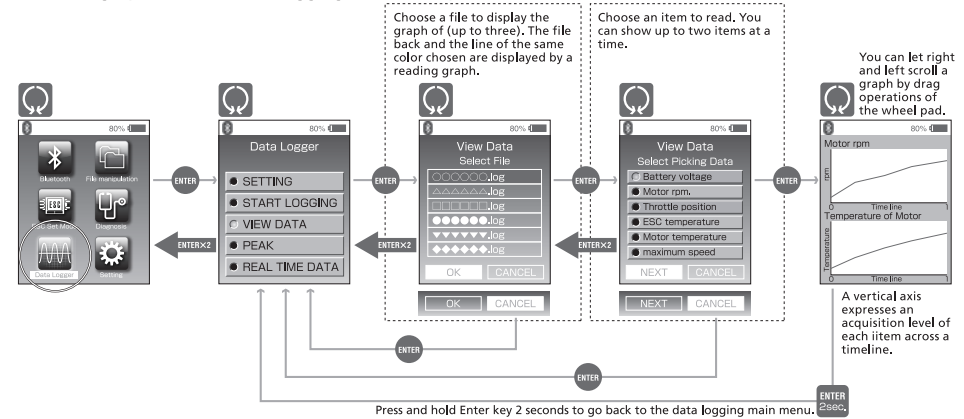 Choose a file to display the
graph of (up to three). The file
back and the line of the same
color chosen are displayed by a
reading graph.
Choose an item to read. You
can show up to two items at a
time.
You can let right
and left scroll a
graph by drag
operations of
the wheel pad.
80%
Bluetooth
File manipulation
ESC Set Mode
Diagnosis
Data Logger
Setting
ENTER
ENTER×2
80%
Data Logger
SETTING
START LOGGING
VIEW DATA
PEAK
REAL TIME DATA
ENTER
ENTER×2
80%
View Data
Select File
○○○○○○.log
△△△△△△.log
□□□□□□.log
●●●●●●.log
▼▼▼▼▼▼.log
◆◆◆◆◆◆.log
OK CANCEL
OK CANCEL
ENTER
ENTER×2
80%
View Data
Select Picking Data
Battery voltage
Motor rpm.
Throttle position
ESC temperature
Motor temperature
maximum speed
NEXT CANCEL
NEXT CANCEL
ENTER
80%
Motor rpm
rpm
0 Time line 1
Temperature of Motor
Temperature
0 Time line 1
A vertical axis
expresses an
acquisition level of
each iitem across a
timeline.
ENTER
ENTER
ENTER
2sec.
Press and hold Enter key 2 seconds to go back to the data logging main menu.